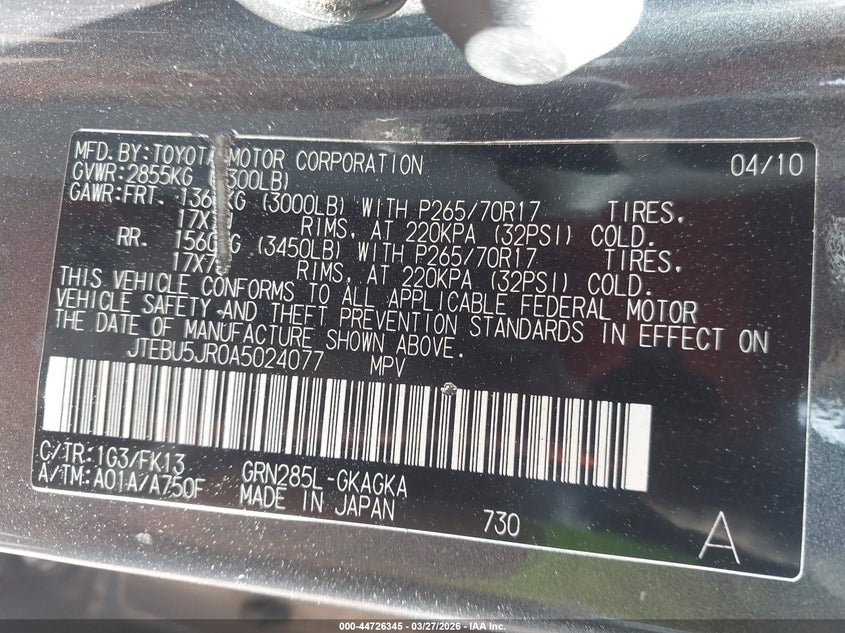 MFD. BY: TOYOTA MOTOR CORPORATION 04/10
GVWR: 2855KG 300LB)
GAWR: FRT. KG (3000LB) WITH P265/70R17 TIRES,
RIMS, AT 220KPA (32PSI) COLD.
RR. (3450LB) WITH P265/70R17 TIRES,
RIMS, AT 220KPA (32PSI) COLD.
THIS VEHICLE CONFORMS TO ALL APPLICABLE FEDERAL MOTOR
VEHICLE SAFETY AND THEFT PREVENTION STANDARDS IN EFFECT ON
THE DATE OF MANUFACTURE SHOWN ABOVE.
JTEBU5JR0A5024077 MPV
C/TR: 1G3/FK13
A/TM: A01A/A750F
GRN285L-GKAGKA
MADE IN JAPAN
730
A
000-44726345 | 03/27/2026 | IAA Inc.